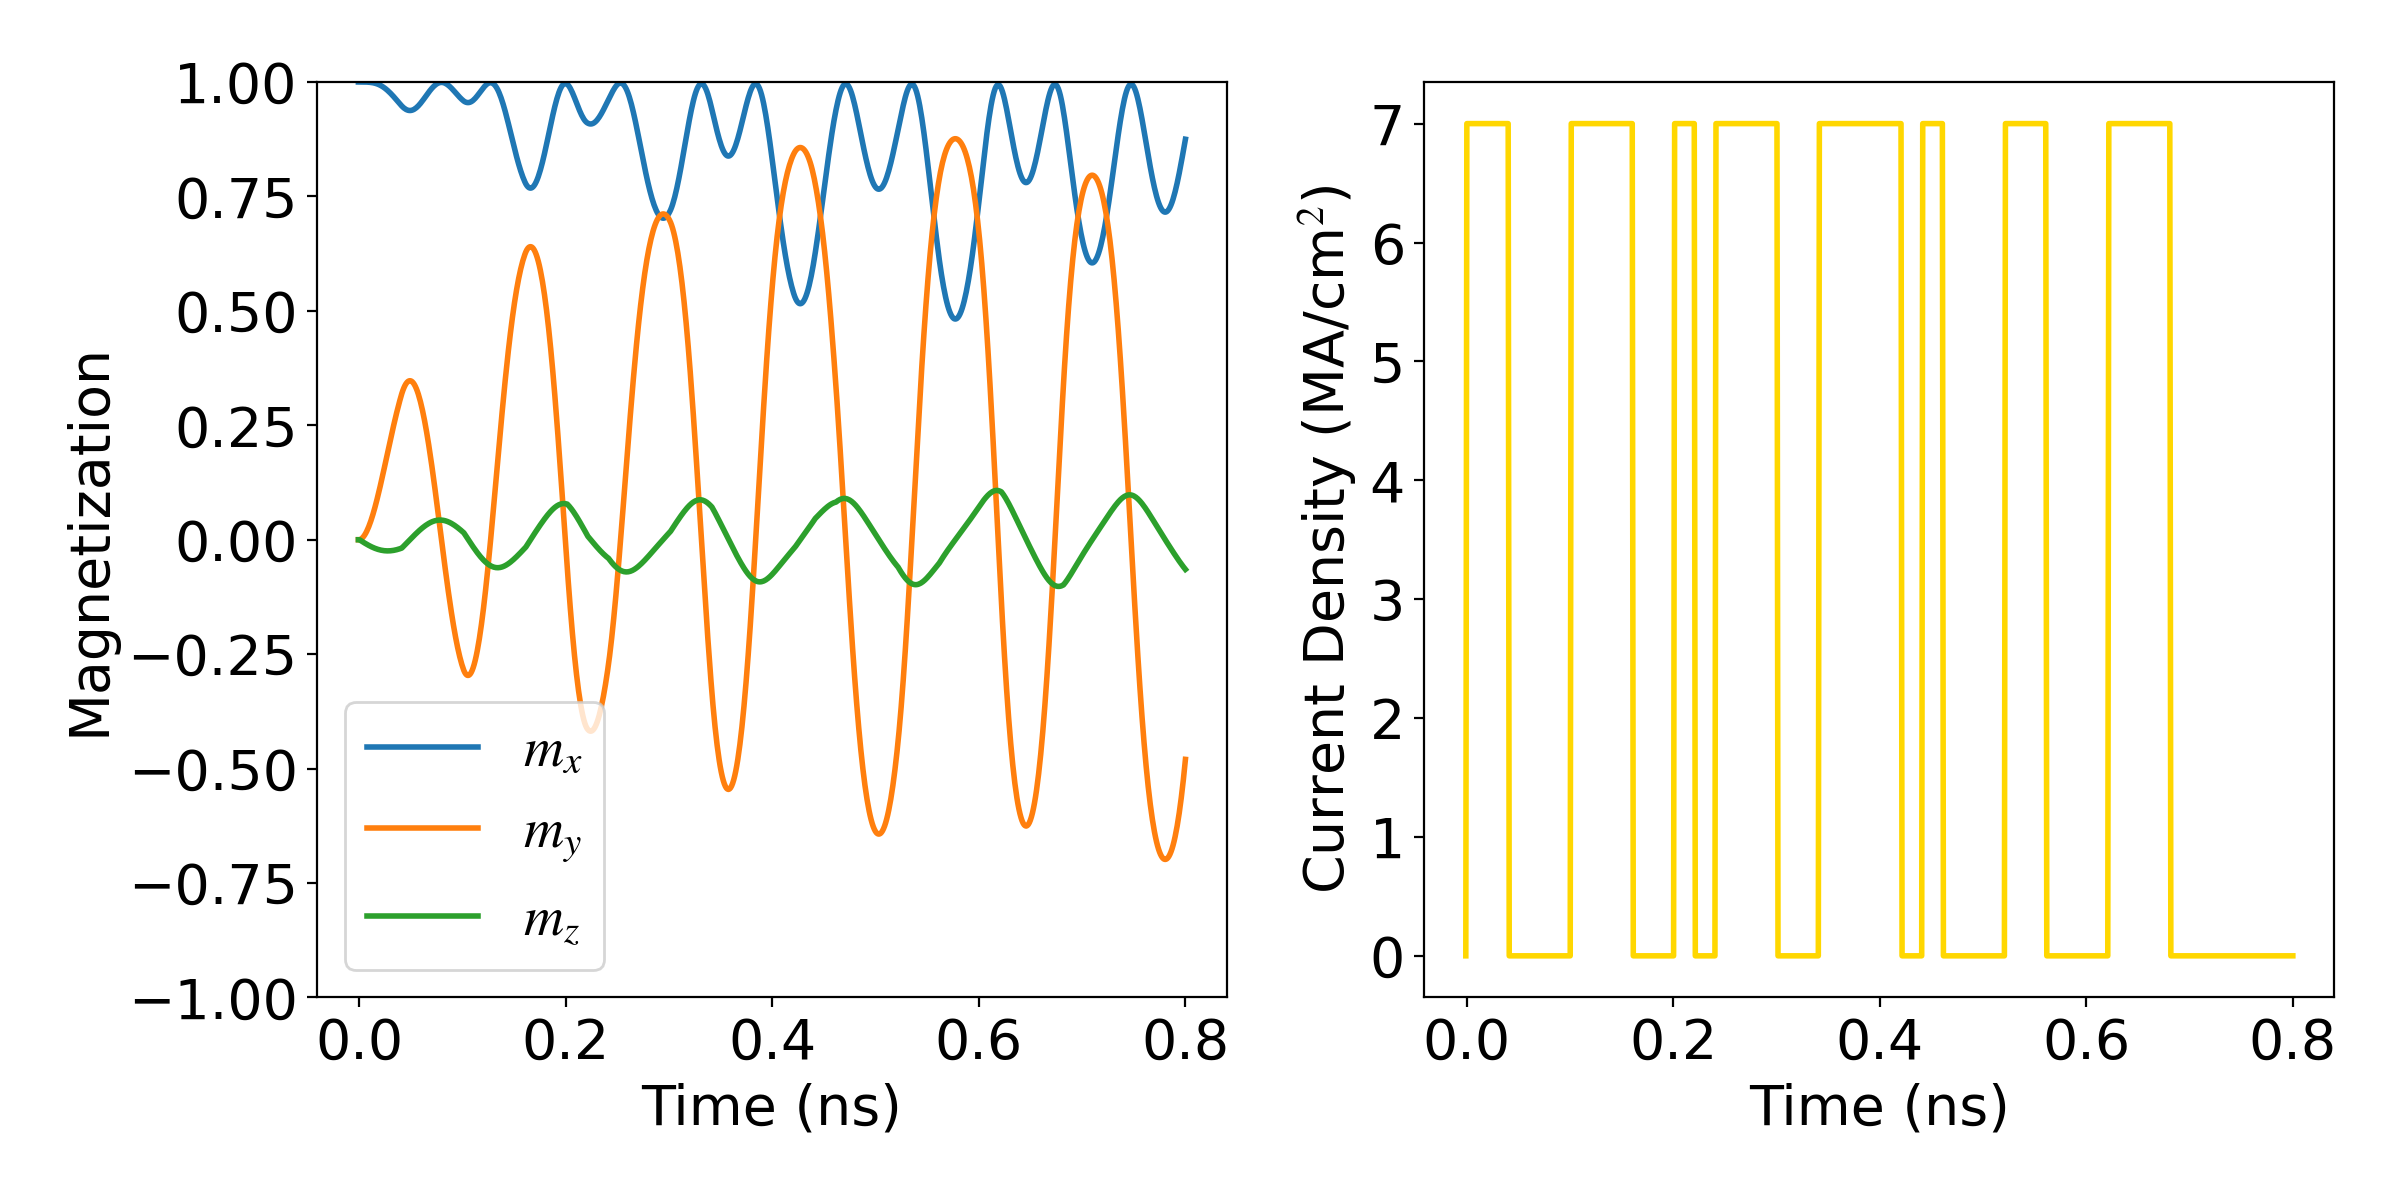 Magnetization
1.00
0.75
0.50
0.25
0.00
−0.25
−0.50
−0.75
−1.00
m_x
m_y
m_z
0.0 0.2 0.4 0.6 0.8
Time (ns)
Current Density (MA/cm²)
7
6
5
4
3
2
1
0
0.0 0.2 0.4 0.6 0.8
Time (ns)